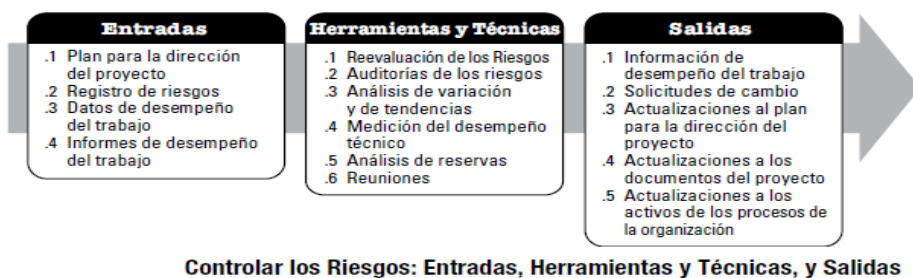 Entradas
.1 Plan para la dirección
del proyecto
.2 Registro de riesgos
.3 Datos de desempeño
del trabajo
.4 Informes de desempeño
del trabajo
Herramientas y Técnicas
.1 Reevaluación de los Riesgos
.2 Auditorías de los riesgos
.3 Análisis de variación
y de tendencias
.4 Medición del desempeño
técnico
.5 Análisis de reservas
.6 Reuniones
Salidas
.1 Información de
desempeño del trabajo
.2 Solicitudes de cambio
.3 Actualizaciones al plan
para la dirección del
proyecto
.4 Actualizaciones a los
documentos del proyecto
.5 Actualizaciones a los
activos de los procesos de
la organización
Controlar los Riesgos: Entradas, Herramientas y Técnicas, y Salidas